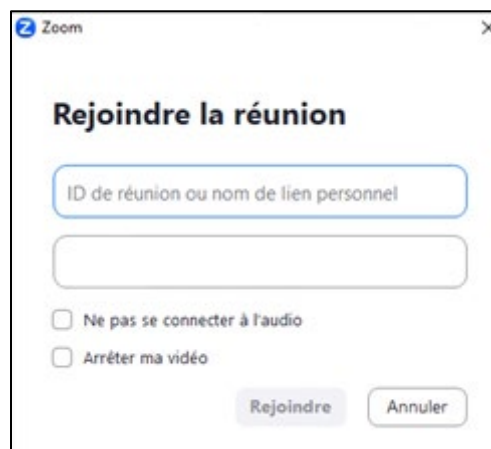 Zoom
Rejoindre la réunion
ID de réunion ou nom de lien personnel
Ne pas se connecter à l'audio
Arrêter ma vidéo
Rejoindre Annuler